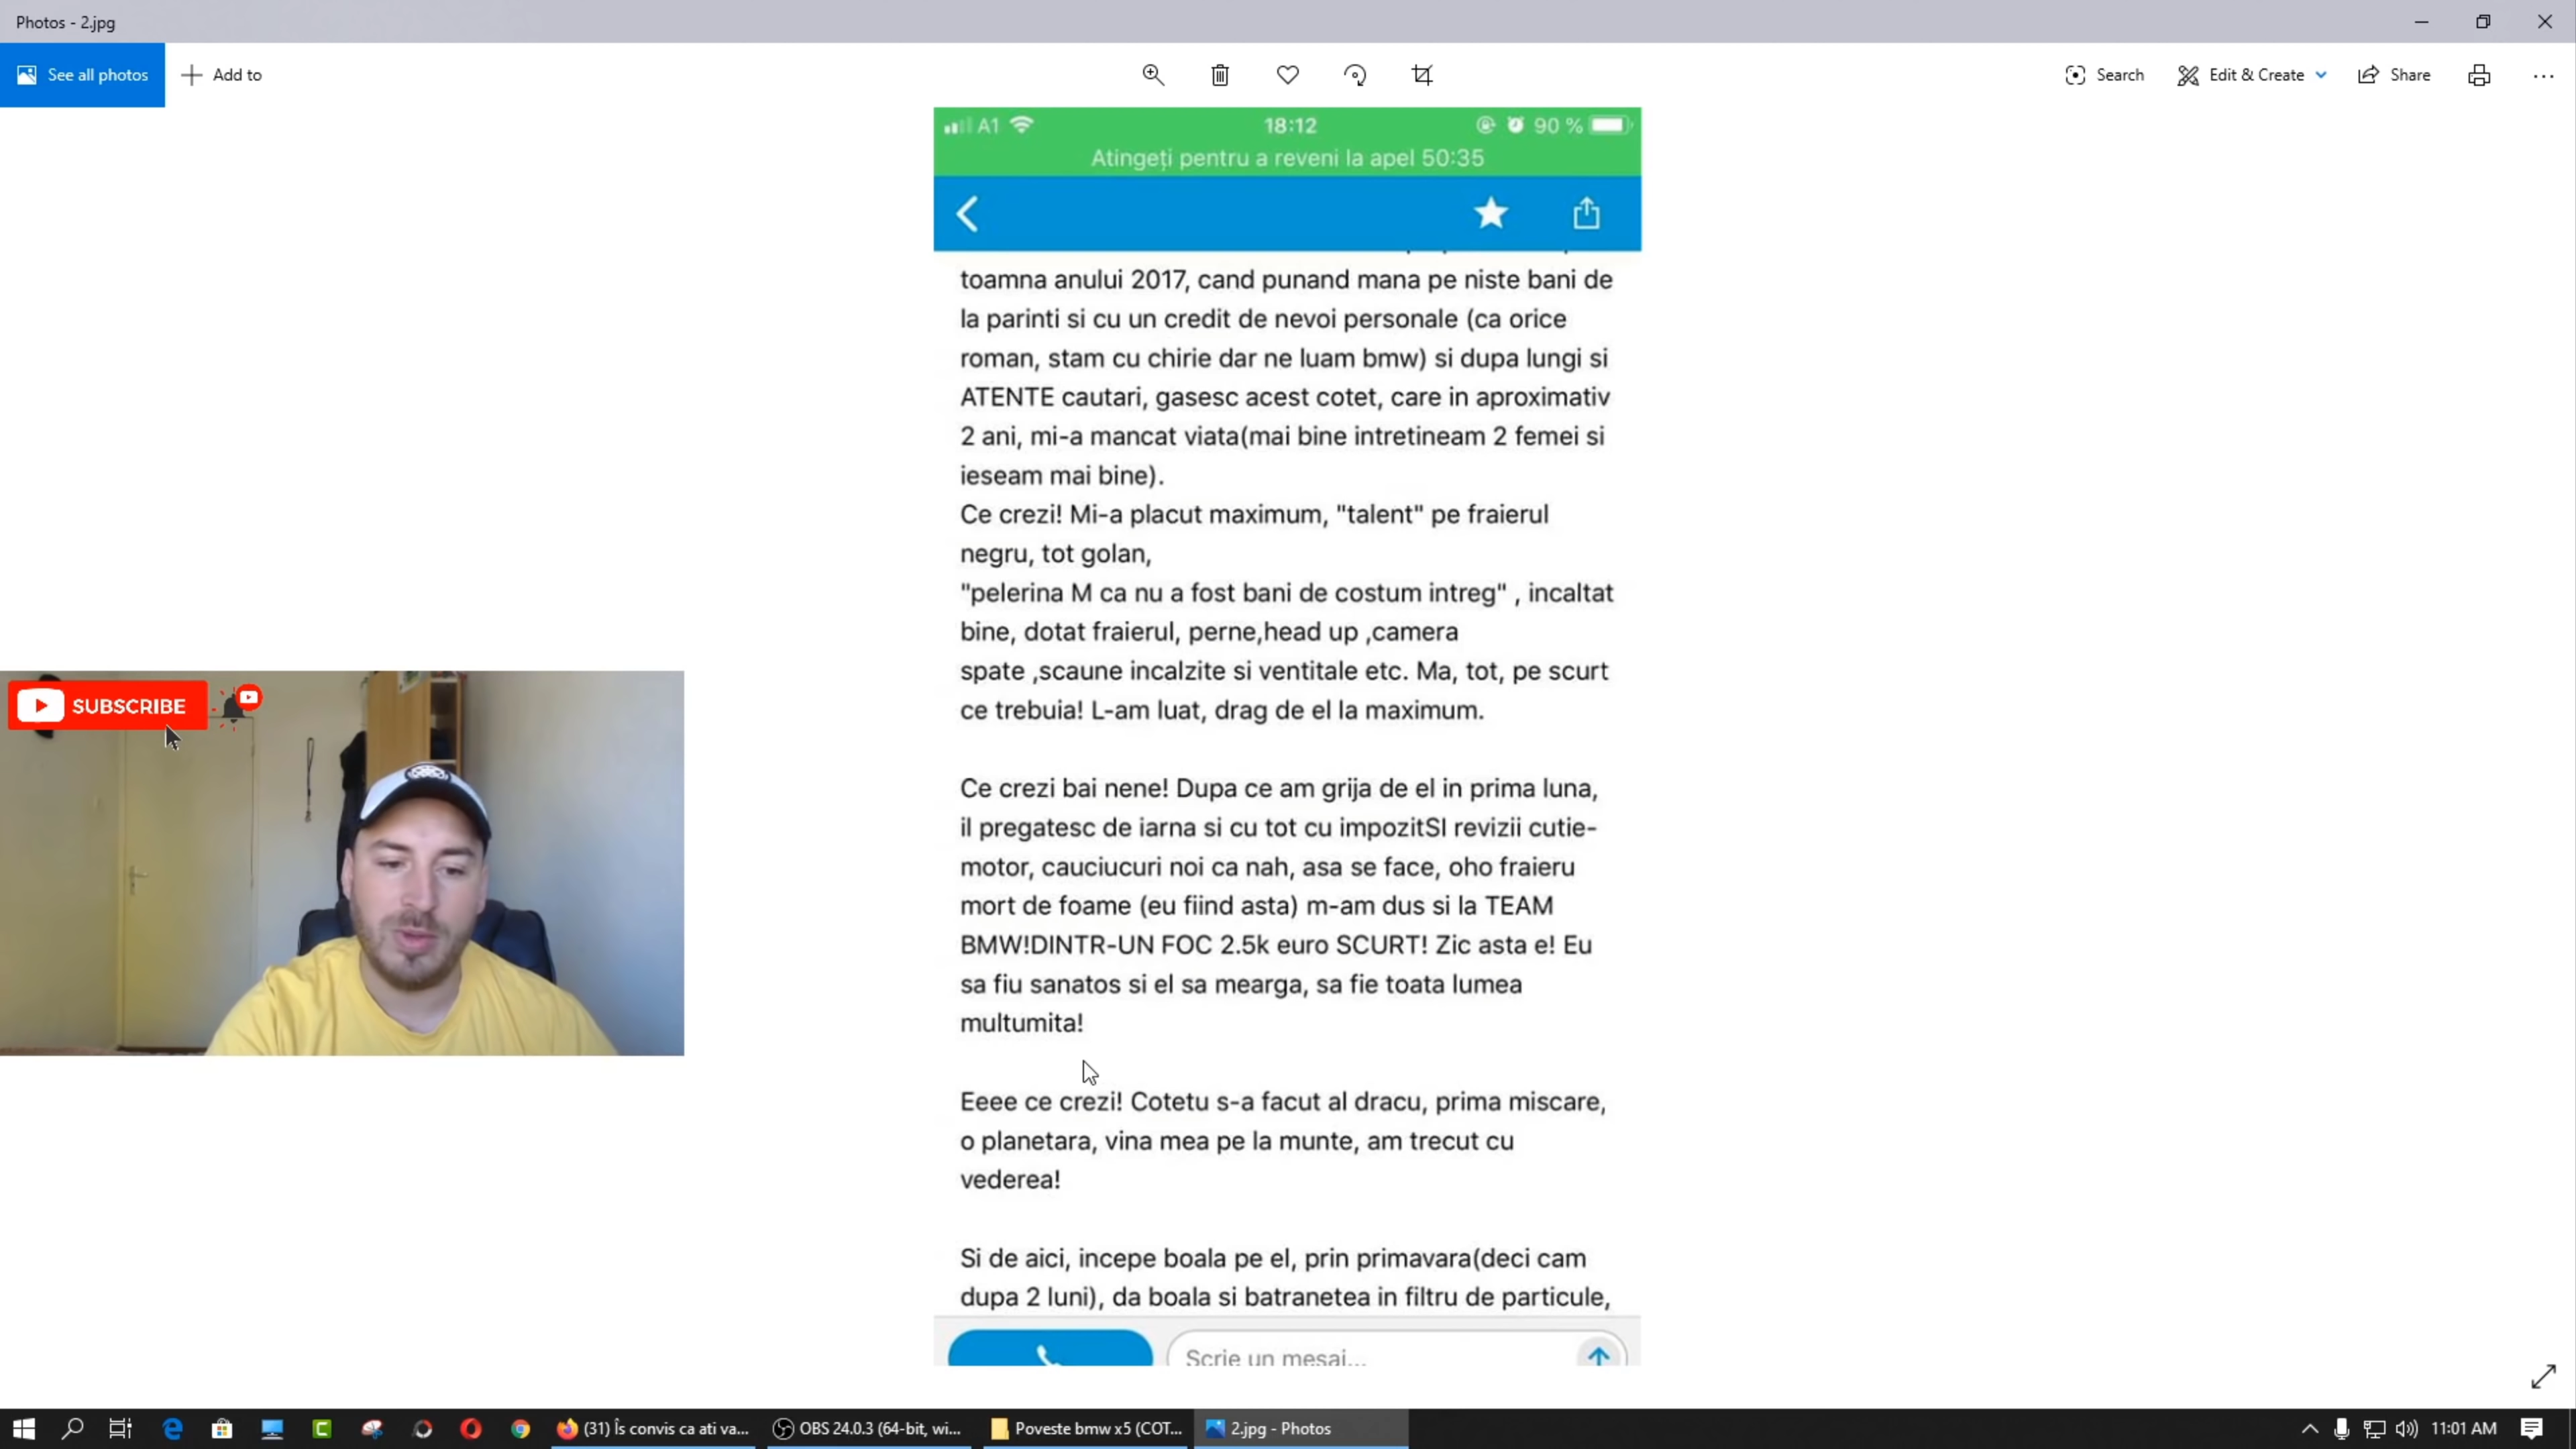 Photos - 2.jpg
See all photos
Add to
Search
Edit & Create
Share
A1
18:12
90 %
Atingeți pentru a reveni la apel 50:35
toamna anului 2017, cand punand mana pe niste bani de
la parinti si cu un credit de nevoi personale (ca orice
roman, stam cu chirie dar ne luam bmw) si dupa lungi si
ATENTE cautari, gasesc acest cotet, care in aproximativ
2 ani, mi-a mancat viata(mai bine intretineam 2 femei si
ieseam mai bine).
Ce crezi! Mi-a placut maximum, "talent" pe fraierul
negru, tot golan,
"pelerina M ca nu a fost bani de costum intreg" , incaltat
bine, dotat fraierul, perne,head up ,camera
spate ,scaune incalzite si ventitale etc. Ma, tot, pe scurt
ce trebuia! L-am luat, drag de el la maximum.
Ce crezi bai nene! Dupa ce am grija de el in prima luna,
il pregatesc de iarna si cu tot cu impozitSI revizii cutie-
motor, cauciucuri noi ca nah, asa se face, oho fraieru
mort de foame (eu fiind asta) m-am dus si la TEAM
BMW!DINTR-UN FOC 2.5k euro SCURT! Zic asta e! Eu
sa fiu sanatos si el sa mearga, sa fie toata lumea
multumita!
Eeee ce crezi! Cotetu s-a facut al dracu, prima miscare,
o planetara, vina mea pe la munte, am trecut cu
vederea!
Si de aici, incepe boala pe el, prin primavara(deci cam
dupa 2 luni), da boala si batranetea in filtru de particule,
Scrie un mesaj...
SUBSCRIBE
(31) Îs convis ca ati va...
OBS 24.0.3 (64-bit, wi...
Poveste bmw x5 (COT...
2.jpg - Photos
11:01 AM